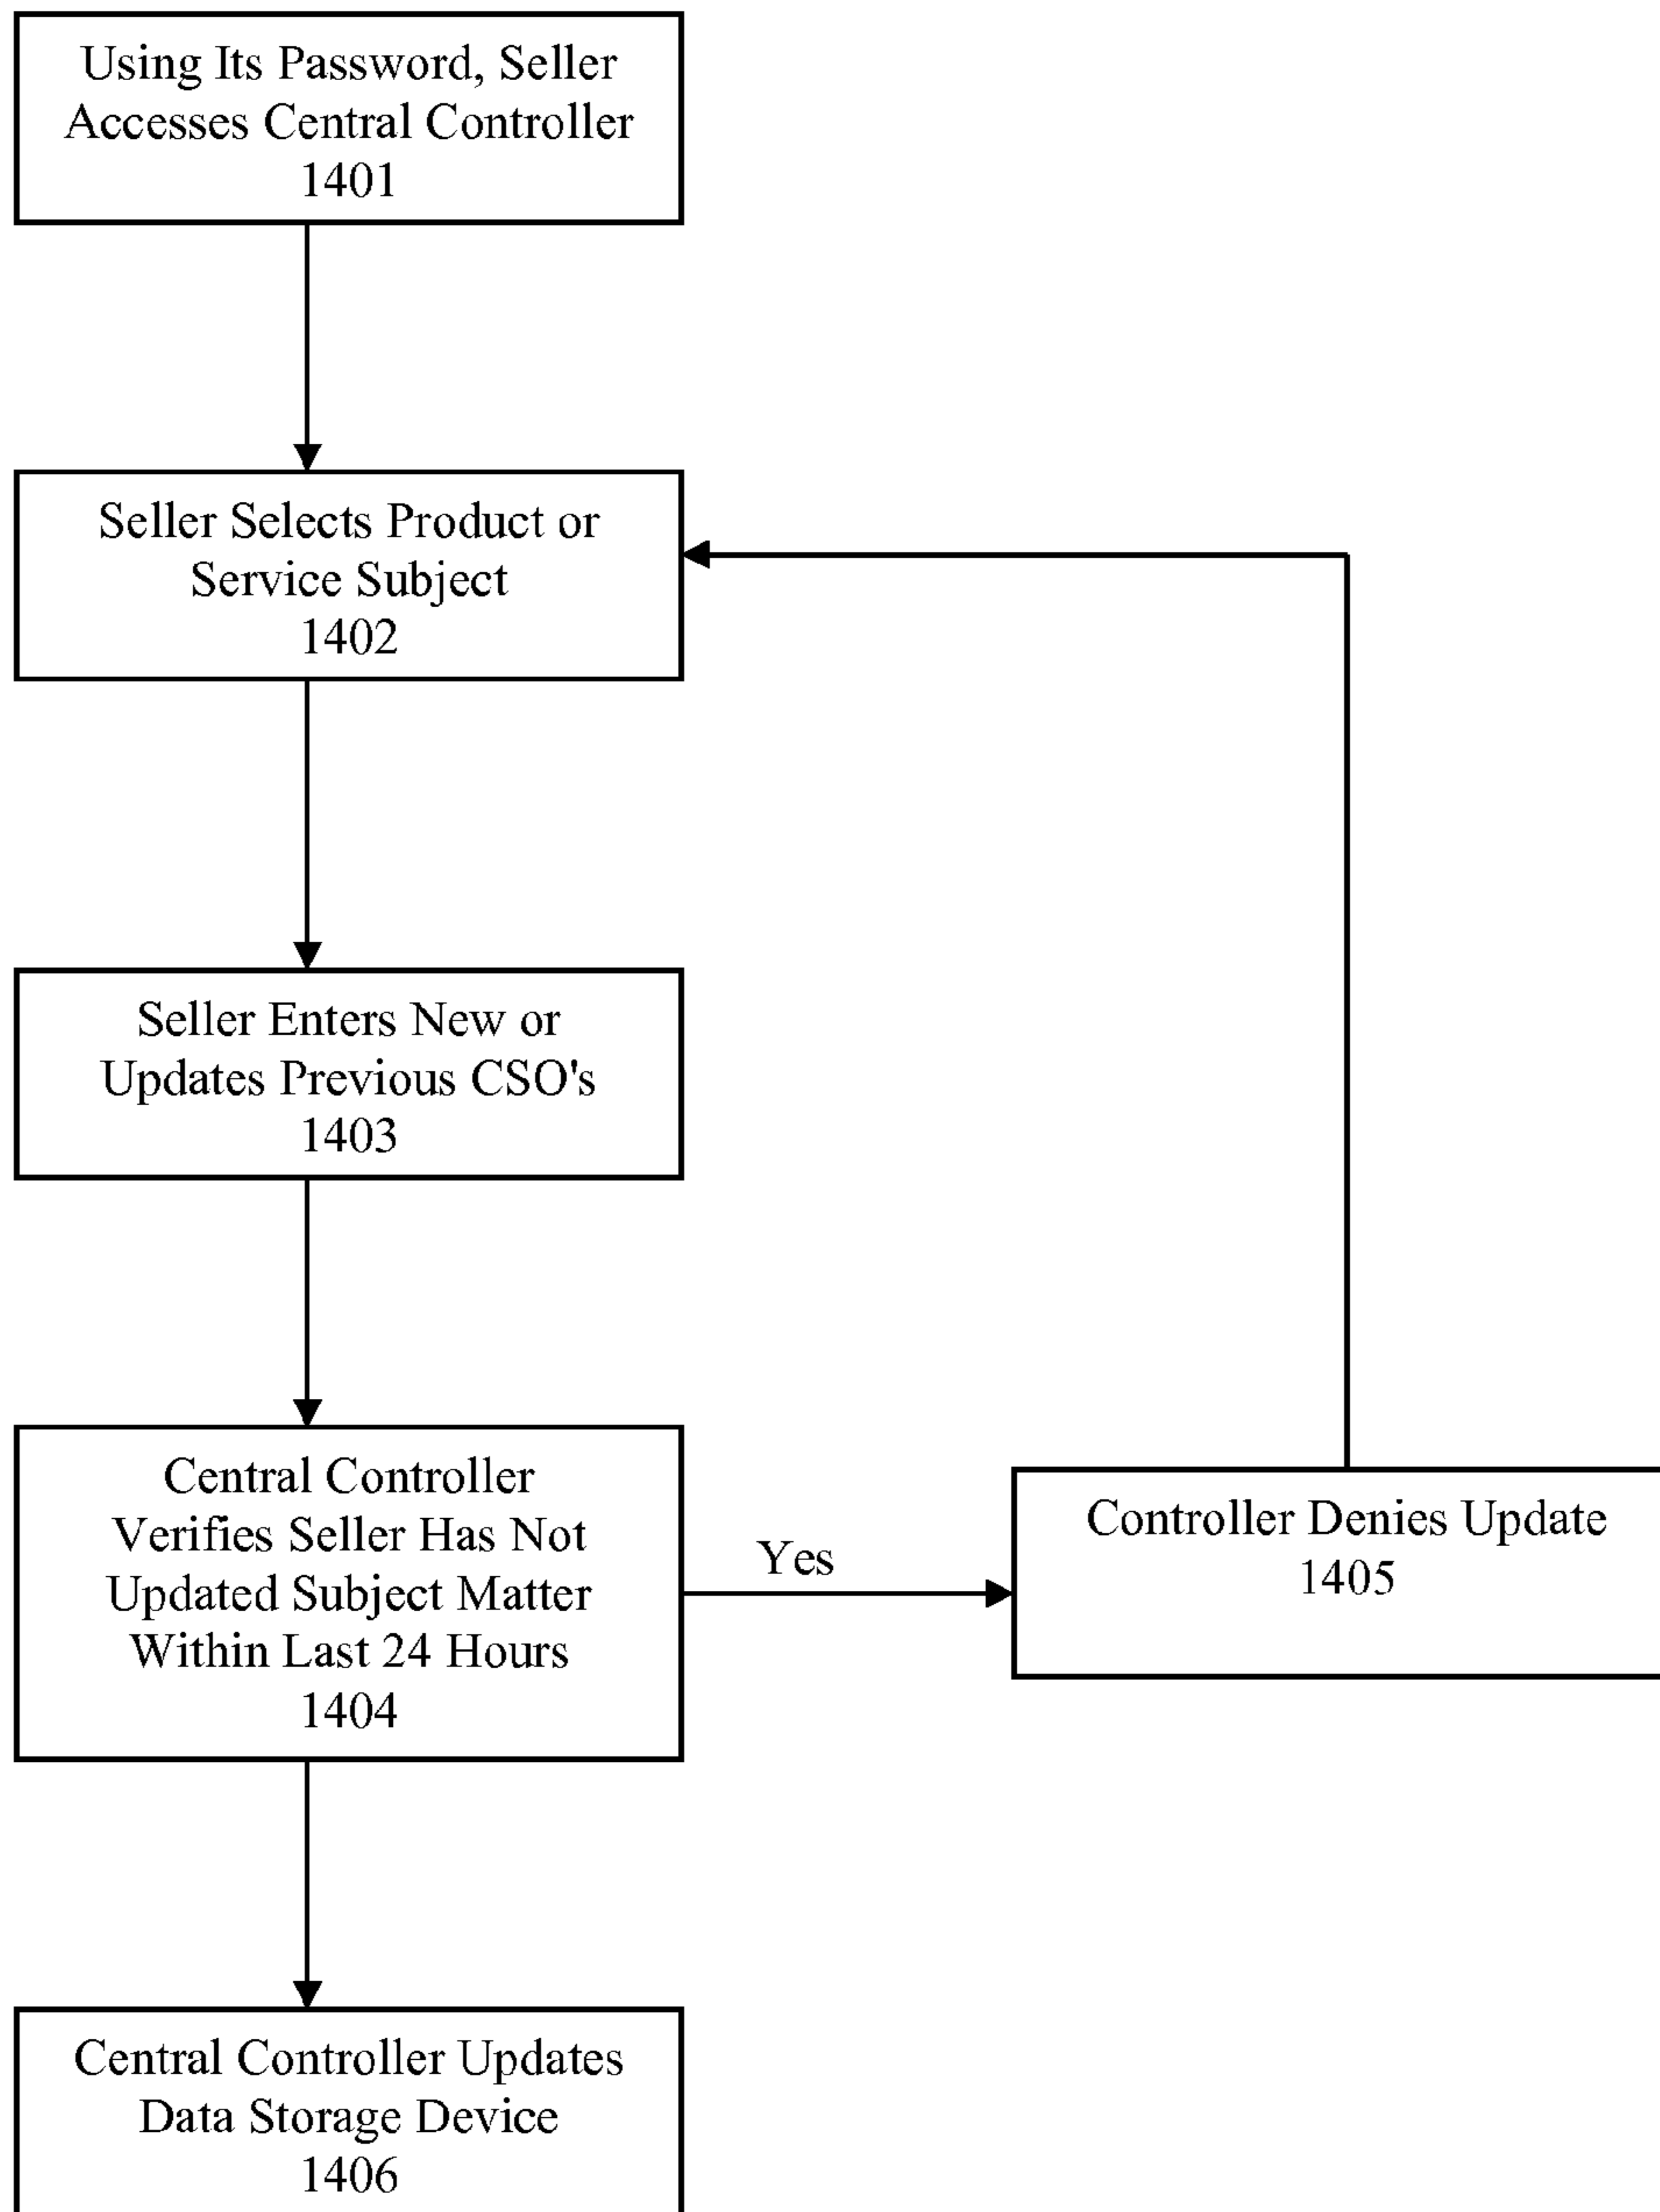 Using Its Password, Seller
Accesses Central Controller
1401
Seller Selects Product or
Service Subject
1402
Seller Enters New or
Updates Previous CSO's
1403
Central Controller
Verifies Seller Has Not
Updated Subject Matter
Within Last 24 Hours
1404
Yes
Controller Denies Update
1405
Central Controller Updates
Data Storage Device
1406